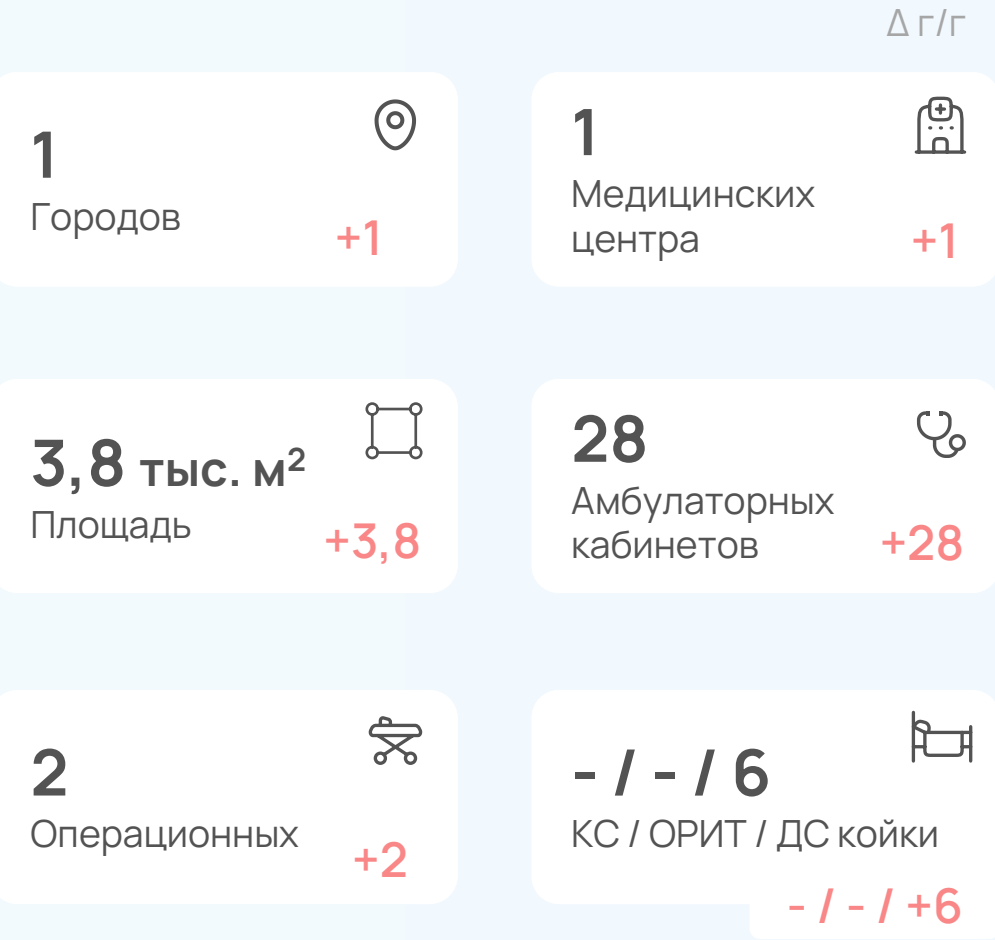 Δ г/г
1
Городов
+1
1
Медицинских
центра
+1
3,8 тыс. м²
Площадь
+3,8
28
Амбулаторных
кабинетов
+28
2
Операционных
+2
- / - / 6
КС / ОРИТ / ДС койки
- / - / +6